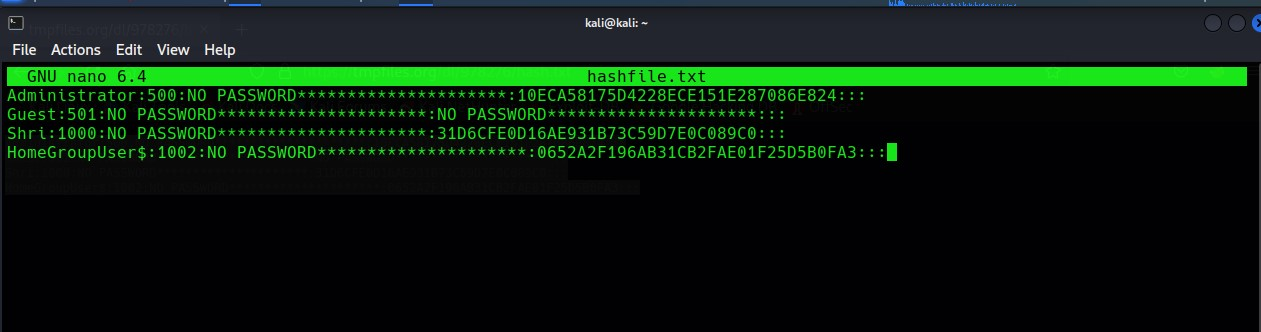 kali@kali: ~
File Actions Edit View Help
GNU nano 6.4 hashfile.txt
Administrator:500:NO PASSWORD*********************:10ECA58175D4228ECE151E287086E824:::
Guest:501:NO PASSWORD*********************:NO PASSWORD*********************:::
Shri:1000:NO PASSWORD*********************:31D6CFE0D16AE931B73C59D7E0C089C0:::
HomeGroupUser$:1002:NO PASSWORD*********************:0652A2F196AB31CB2FAE01F25D5B0FA3:::